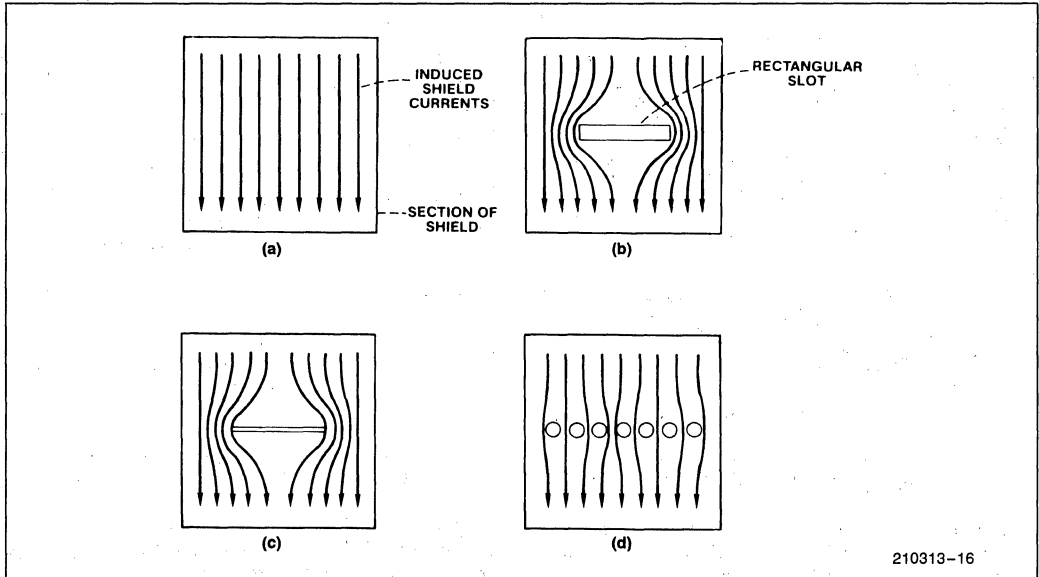 INDUCED
SHIELD
CURRENTS
SECTION OF
SHIELD
(a)
RECTANGULAR
SLOT
(b)
(c)
(d)
210313-16